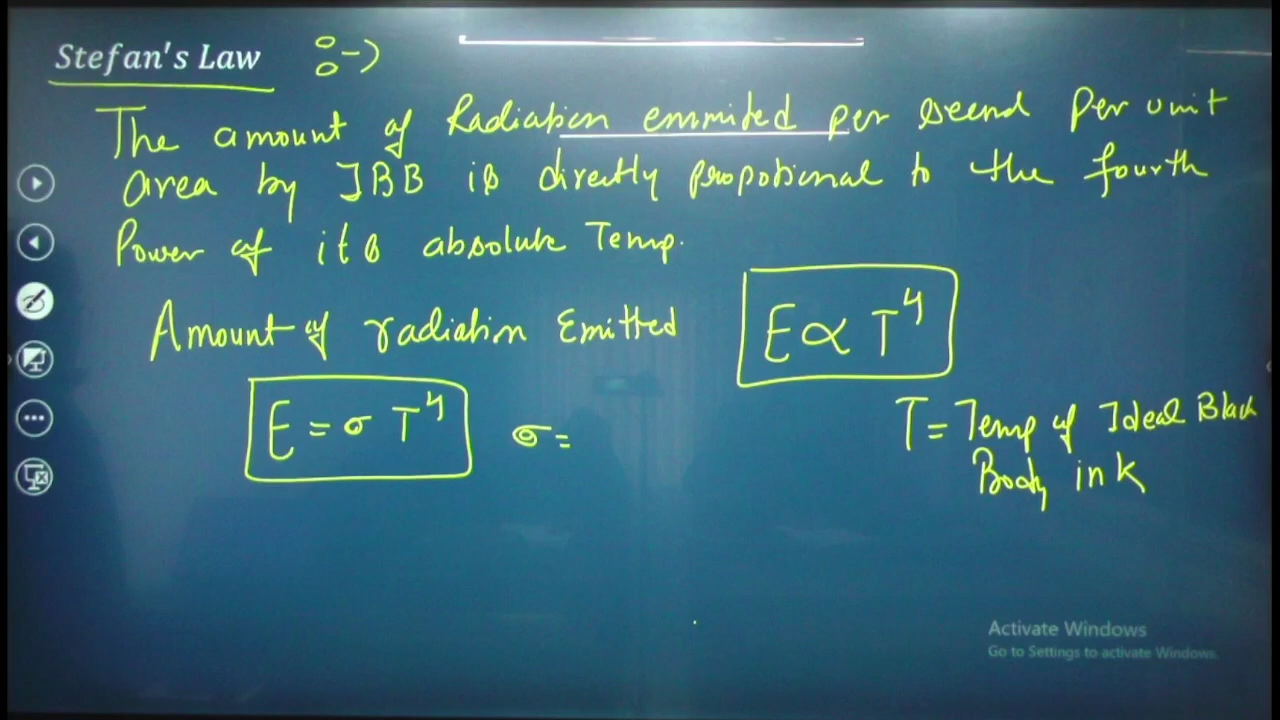 Stefan's Law :-)
The amount of Radiation emmited per second Per unit
area by IBB is directly propotional to the fourth
Power of its absolute Temp.
Amount of radiation Emitted E ∝ T⁴
E = σ T⁴ σ =
T = Temp of Ideal Black
Body in K
Activate Windows
Go to Settings to activate Windows.